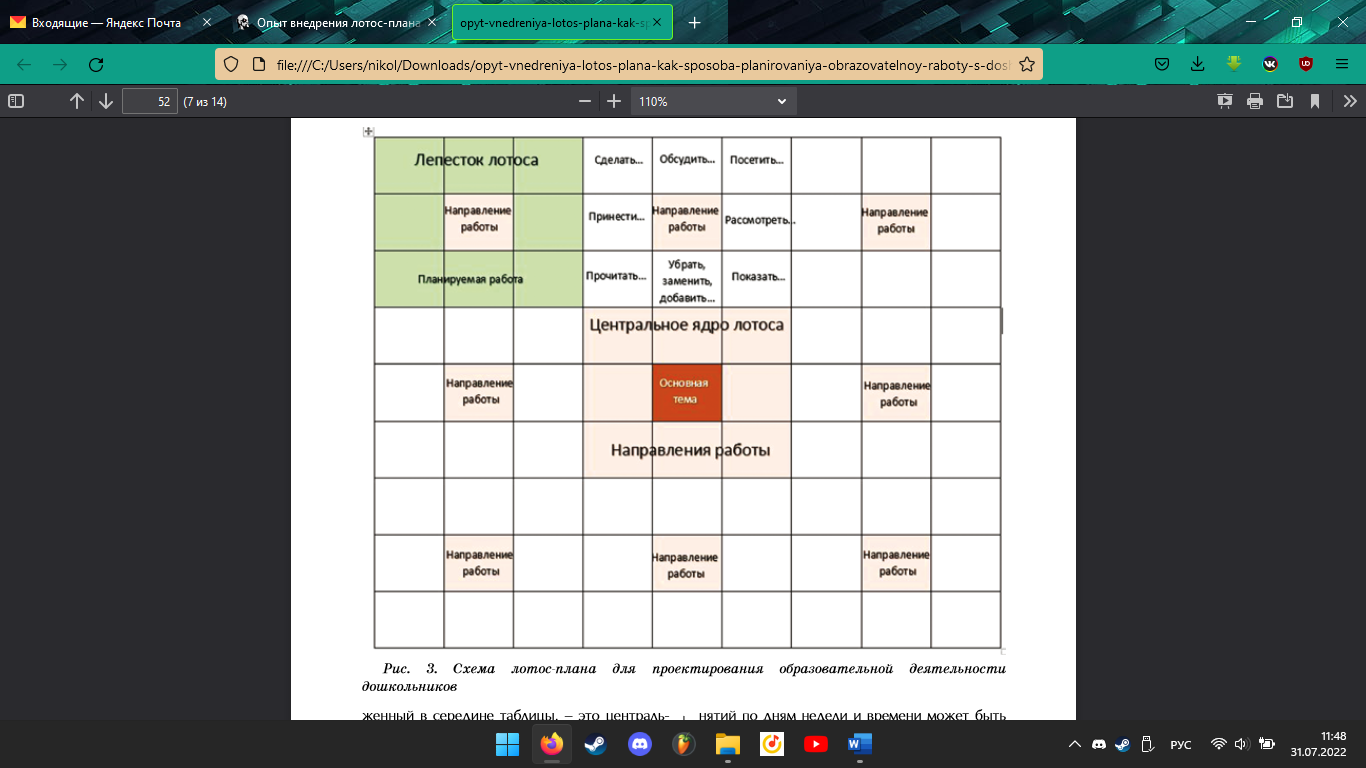 Входящие — Яндекс Почта
Опыт внедрения лотос-плана
opyt-vnedreniya-lotos-plana-kak-sp
file:///C:/Users/nikol/Downloads/opyt-vnedreniya-lotos-plana-kak-sposoba-planirovaniya-obrazovatelnoy-raboty-s-dosh
52 (7 из 14)
110%
Лепесток лотоса
Сделать...
Обсудить...
Посетить...
Направление
работы
Принести...
Направление
работы
Рассмотреть...
Направление
работы
Планируемая работа
Прочитать...
Убрать,
заменить,
добавить...
Показать...
Центральное ядро лотоса
Направление
работы
Основная
тема
Направление
работы
Направления работы
Направление
работы
Направление
работы
Направление
работы
Рис. 3. Схема лотос-плана для проектирования образовательной деятельности
дошкольников
женный в середине таблицы, – это централь-
нятий по дням недели и времени может быть
РУС
11:48
31.07.2022